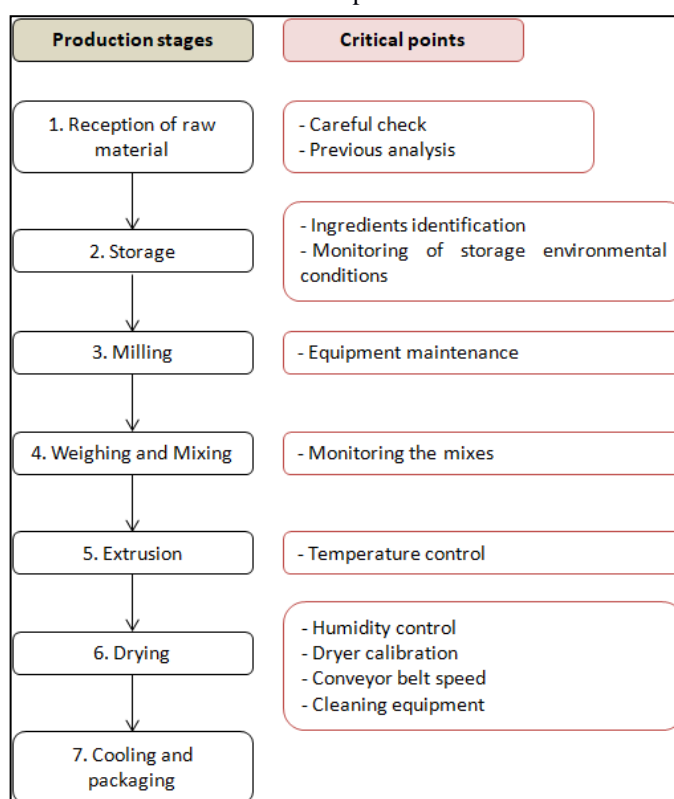 Production stages
Critical points
1. Reception of raw
material
- Careful check
- Previous analysis
2. Storage
- Ingredients identification
- Monitoring of storage environmental
conditions
3. Milling
- Equipment maintenance
4. Weighing and Mixing
- Monitoring the mixes
5. Extrusion
- Temperature control
6. Drying
- Humidity control
- Dryer calibration
- Conveyor belt speed
- Cleaning equipment
7. Cooling and
packaging